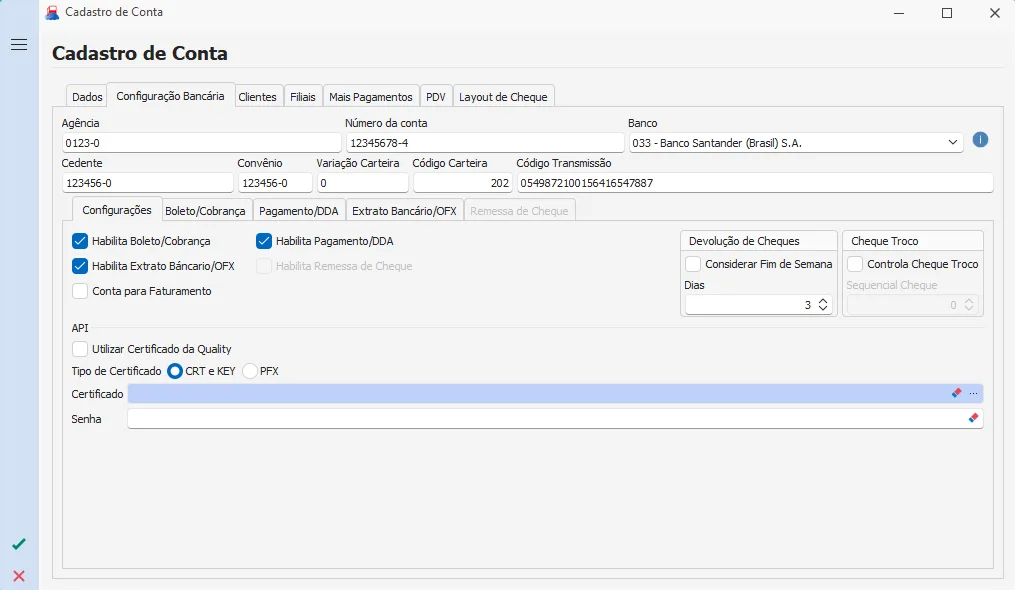 Cadastro de Conta
Cadastro de Conta
Dados Configuração Bancária Clientes Filiais Mais Pagamentos PDV Layout de Cheque
Agência Número da conta Banco
0123-0 12345678-4 033 - Banco Santander (Brasil) S.A.
Cedente Convênio Variação Carteira Código Carteira Código Transmissão
123456-0 123456-0 0 202 0549872100156416547887
Configurações Boleto/Cobrança Pagamento/DDA Extrato Bancário/OFX Remessa de Cheque
Habilita Boleto/Cobrança Habilita Pagamento/DDA Devolução de Cheques Cheque Troco
Habilita Extrato Báncario/OFX Habilita Remessa de Cheque Considerar Fim de Semana Controla Cheque Troco
Conta para Faturamento Dias Sequencial Cheque
3 0
API
Utilizar Certificado da Quality
Tipo de Certificado CRT e KEY PFX
Certificado ...
Senha